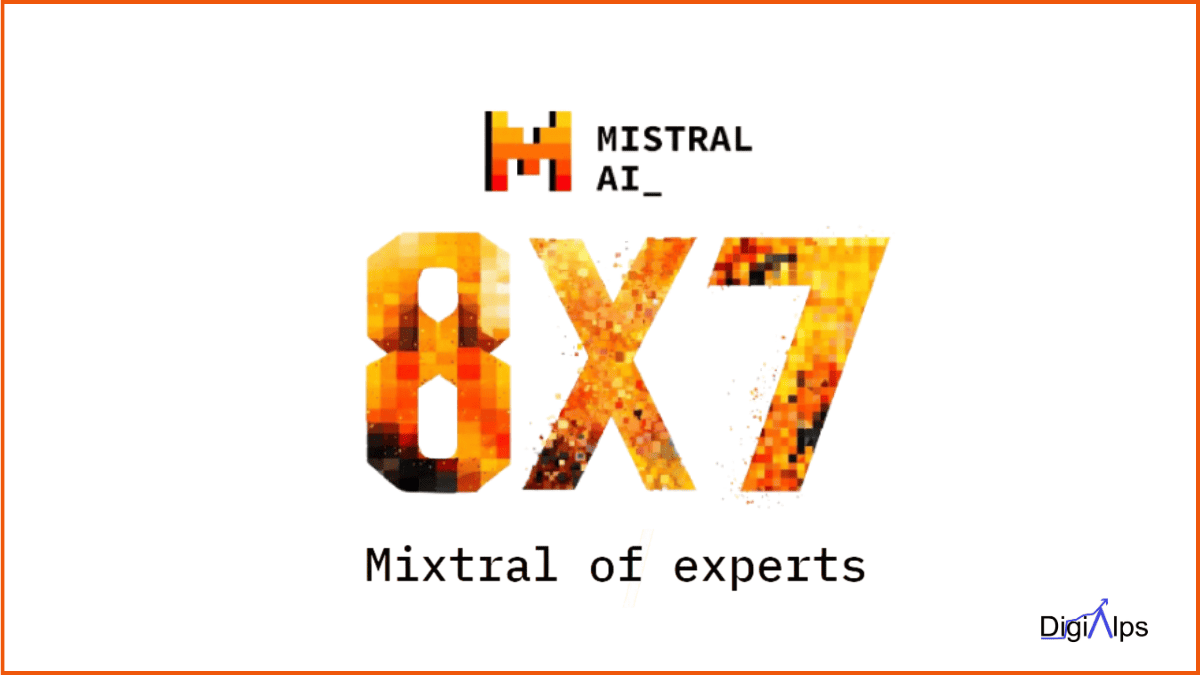 MISTRAL
AI_
8X7
Mixtral of experts
DigiAlps